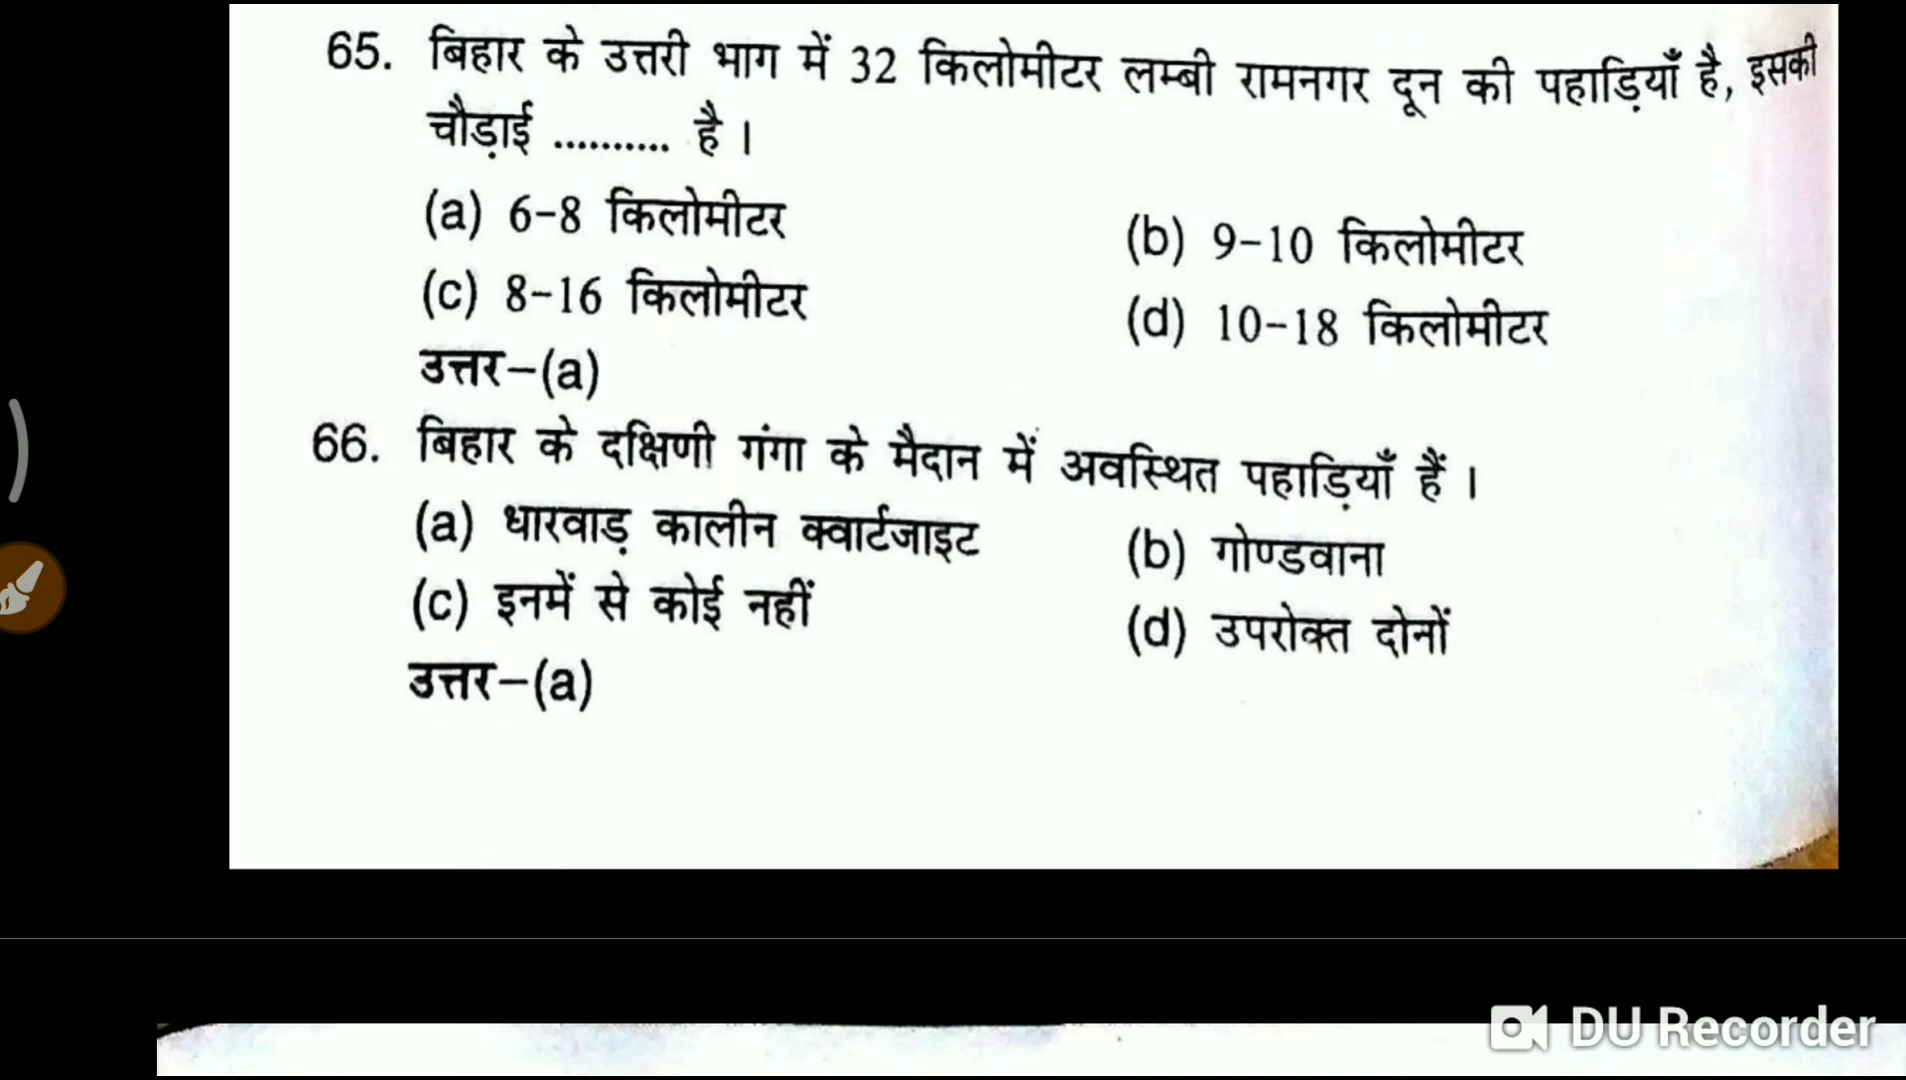 65. बिहार के उत्तरी भाग में 32 किलोमीटर लम्बी रामनगर दून की पहाड़ियाँ है, इसकी
चौड़ाई .......... है ।
(a) 6-8 किलोमीटर (b) 9-10 किलोमीटर
(c) 8-16 किलोमीटर (d) 10-18 किलोमीटर
उत्तर-(a)
66. बिहार के दक्षिणी गंगा के मैदान में अवस्थित पहाड़ियाँ हैं ।
(a) धारवाड़ कालीन क्वार्टजाइट (b) गोण्डवाना
(c) इनमें से कोई नहीं (d) उपरोक्त दोनों
उत्तर-(a)
DU Recorder